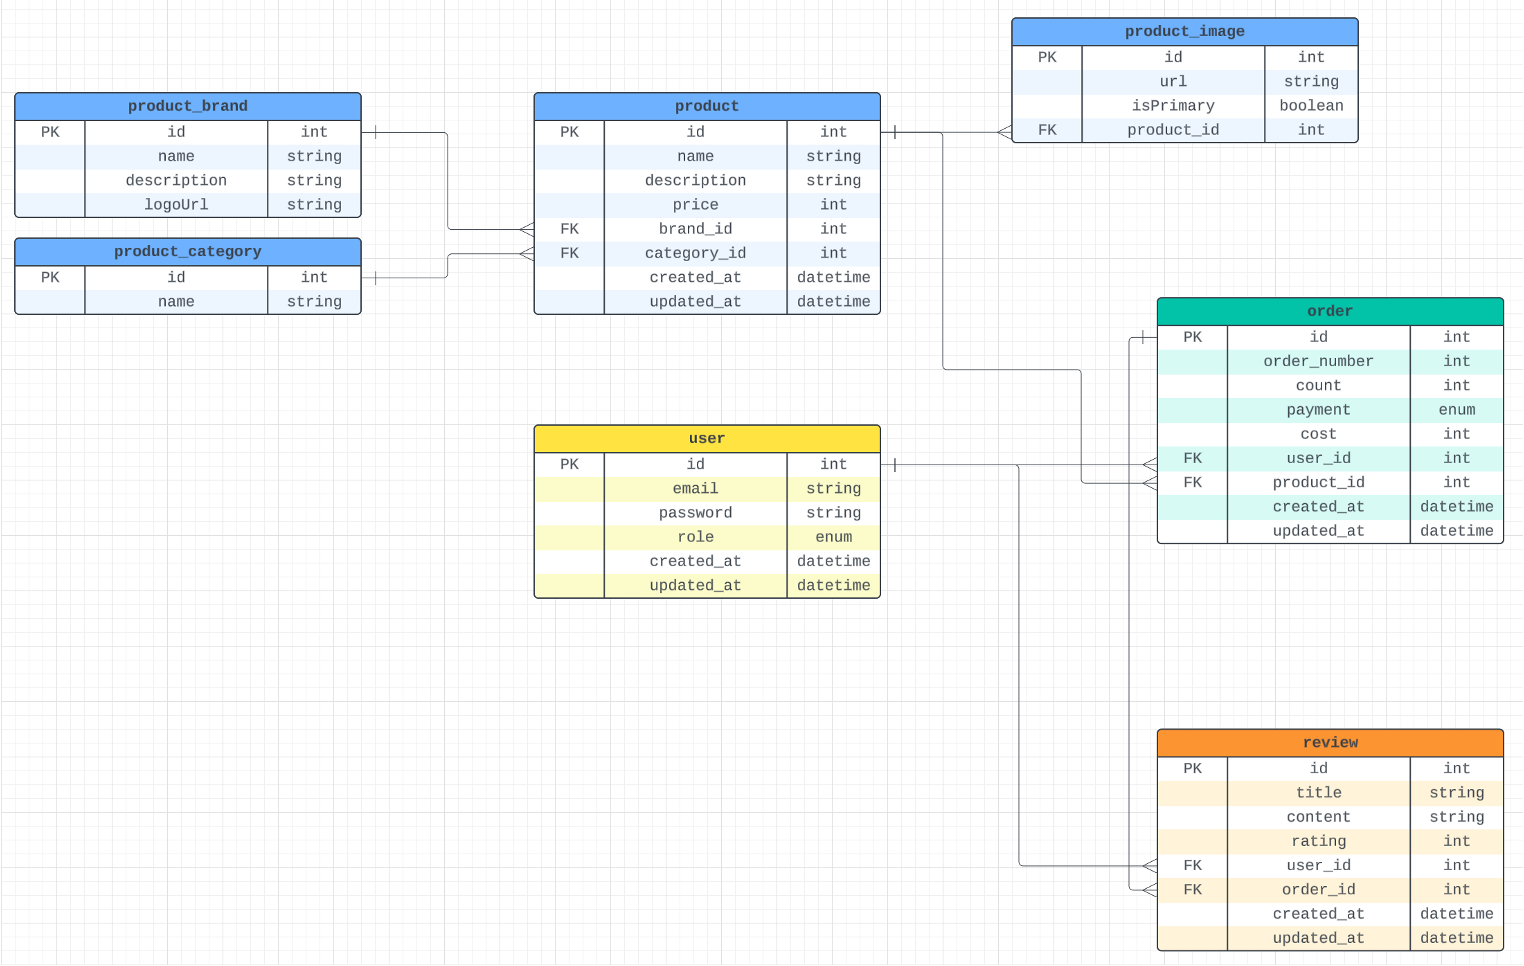 product_image
PK id int
url string
isPrimary boolean
FK product_id int
product_brand
PK id int
name string
description string
logoUrl string
product_category
PK id int
name string
product
PK id int
name string
description string
price int
FK brand_id int
FK category_id int
created_at datetime
updated_at datetime
order
PK id int
order_number int
count int
payment enum
cost int
FK user_id int
FK product_id int
created_at datetime
updated_at datetime
user
PK id int
email string
password string
role enum
created_at datetime
updated_at datetime
review
PK id int
title string
content string
rating int
FK user_id int
FK order_id int
created_at datetime
updated_at datetime